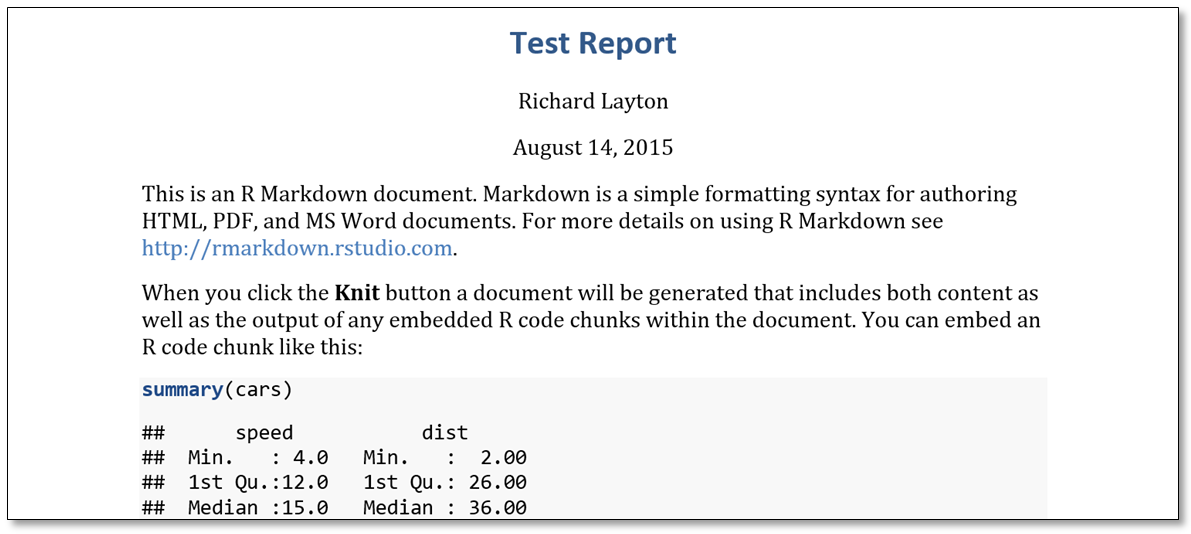 Test Report
Richard Layton
August 14, 2015
This is an R Markdown document. Markdown is a simple formatting syntax for authoring
HTML, PDF, and MS Word documents. For more details on using R Markdown see
http://rmarkdown.rstudio.com.
When you click the Knit button a document will be generated that includes both content as
well as the output of any embedded R code chunks within the document. You can embed an
R code chunk like this:
summary(cars)
##      speed           dist
##  Min.   : 4.0   Min.   :  2.00
##  1st Qu.:12.0   1st Qu.: 26.00
##  Median :15.0   Median : 36.00